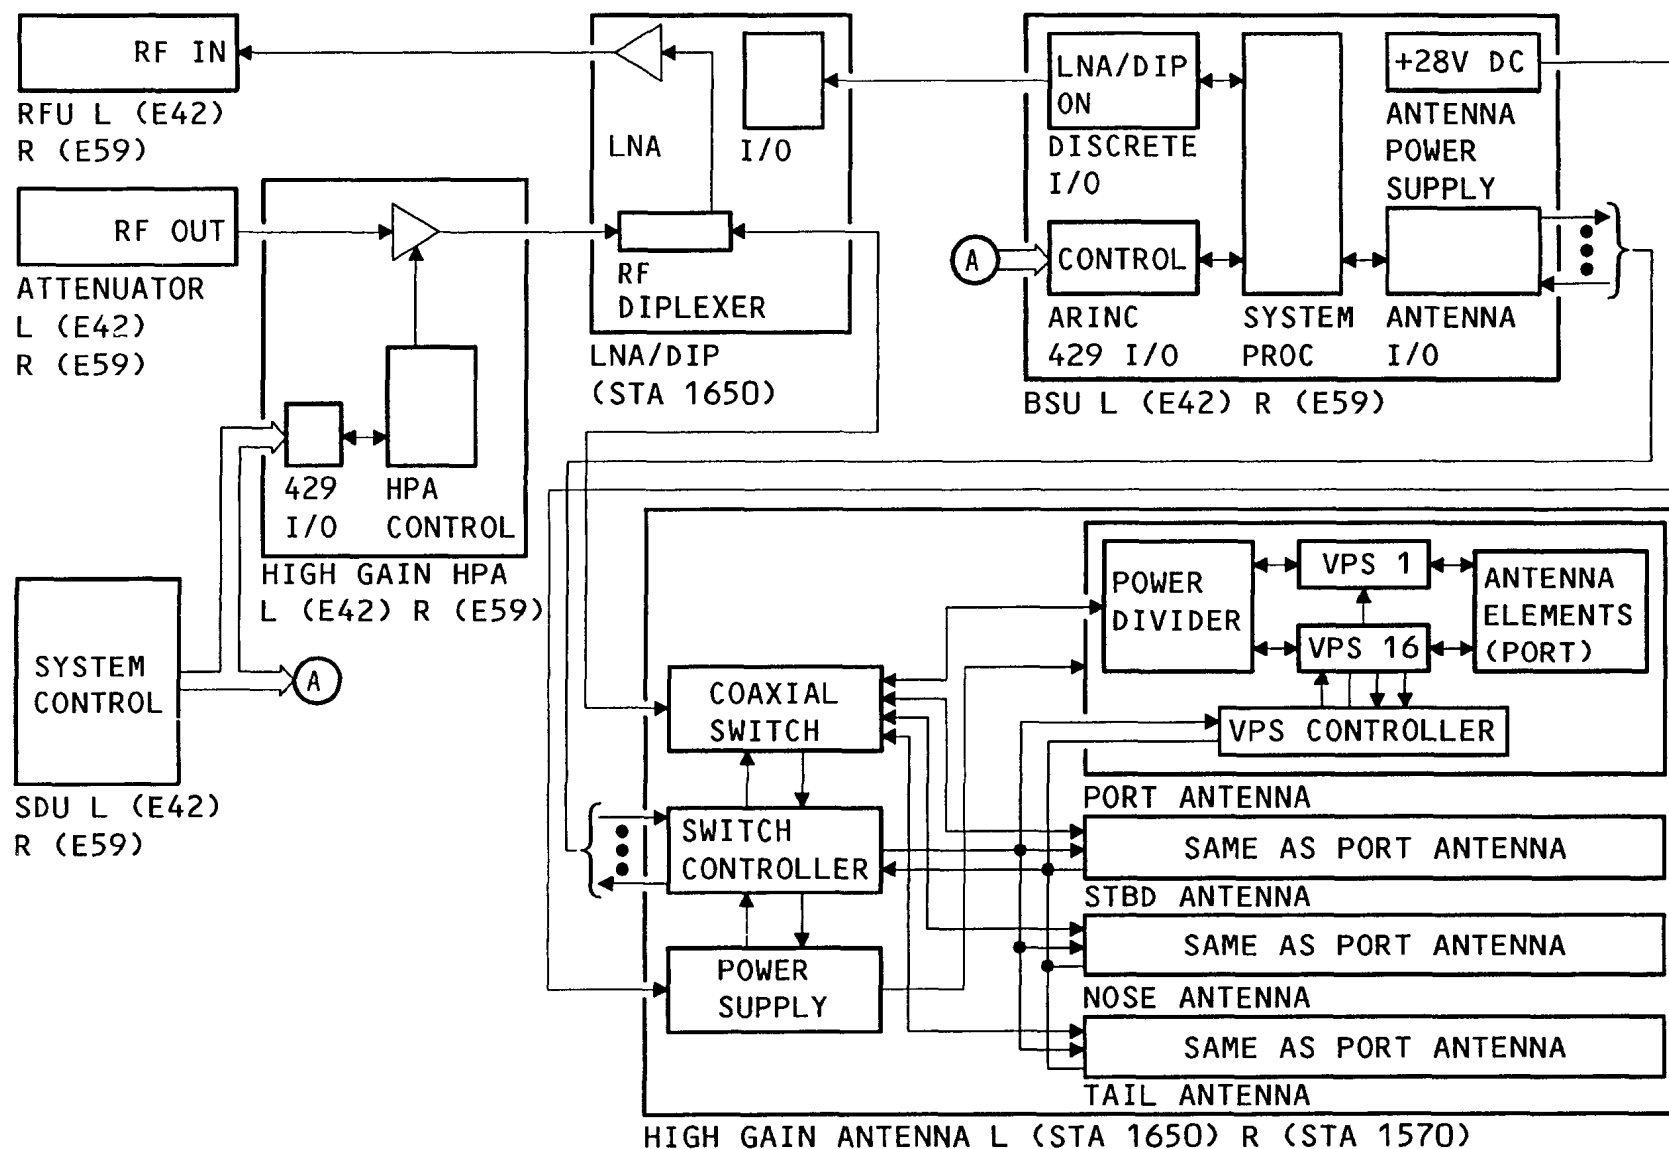 RF IN
RFU L (E42)
R (E59)
RF OUT
ATTENUATOR
L (E42)
R (E59)
429
I/O
HPA
CONTROL
HIGH GAIN HPA
L (E42) R (E59)
SYSTEM
CONTROL
A
SDU L (E42)
R (E59)
LNA
I/O
RF
DIPLEXER
LNA/DIP
(STA 1650)
LNA/DIP
ON
DISCRETE
I/O
A
CONTROL
ARINC
429 I/O
SYSTEM
PROC
+28V DC
ANTENNA
POWER
SUPPLY
ANTENNA
I/O
BSU L (E42) R (E59)
COAXIAL
SWITCH
SWITCH
CONTROLLER
POWER
SUPPLY
POWER
DIVIDER
VPS 1
VPS 16
ANTENNA
ELEMENTS
(PORT)
VPS CONTROLLER
PORT ANTENNA
SAME AS PORT ANTENNA
STBD ANTENNA
SAME AS PORT ANTENNA
NOSE ANTENNA
SAME AS PORT ANTENNA
TAIL ANTENNA
HIGH GAIN ANTENNA L (STA 1650) R (STA 1570)